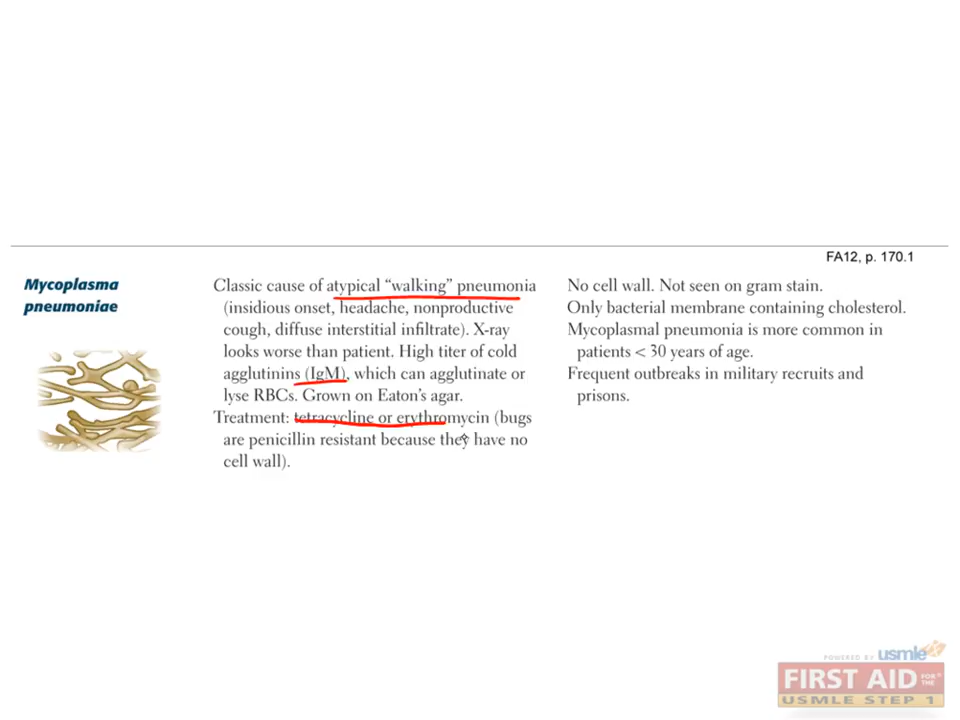 FA12, p. 170.1
Mycoplasma
pneumoniae
Classic cause of atypical “walking” pneumonia
(insidious onset, headache, nonproductive
cough, diffuse interstitial infiltrate). X-ray
looks worse than patient. High titer of cold
agglutinins (IgM), which can agglutinate or
lyse RBCs. Grown on Eaton’s agar.
Treatment: tetracycline or erythromycin (bugs
are penicillin resistant because they have no
cell wall).
No cell wall. Not seen on gram stain.
Only bacterial membrane containing cholesterol.
Mycoplasmal pneumonia is more common in
patients < 30 years of age.
Frequent outbreaks in military recruits and
prisons.
POWERED BY usmle
FIRST AID FOR THE
USMLE STEP 1